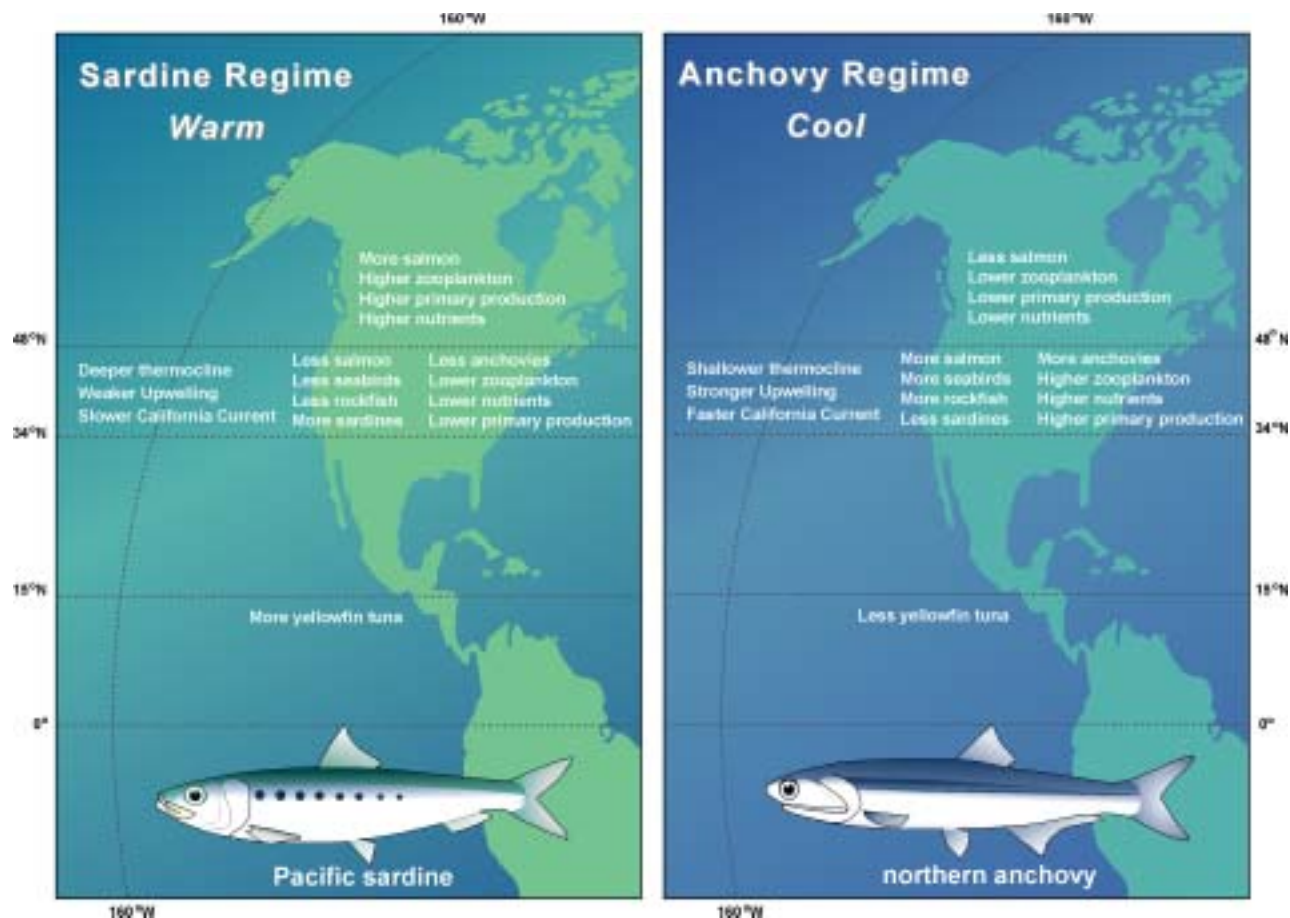 160°W
160°W
Sardine Regime
Warm
More salmon
Higher zooplankton
Higher primary production
Higher nutrients
48°N
Deeper thermocline
Weaker Upwelling
Slower California Current
Less salmon
Less seabirds
Less rockfish
More sardines
Less anchovies
Lower zooplankton
Lower nutrients
Lower primary production
34°N
15°N
More yellowfin tuna
0°
Pacific sardine
160°W
Anchovy Regime
Cool
Less salmon
Lower zooplankton
Lower primary production
Lower nutrients
48°N
Shallower thermocline
Stronger Upwelling
Faster California Current
More salmon
More seabirds
More rockfish
Less sardines
More anchovies
Higher zooplankton
Higher nutrients
Higher primary production
34°N
15°N
Less yellowfin tuna
0°
northern anchovy
160°W